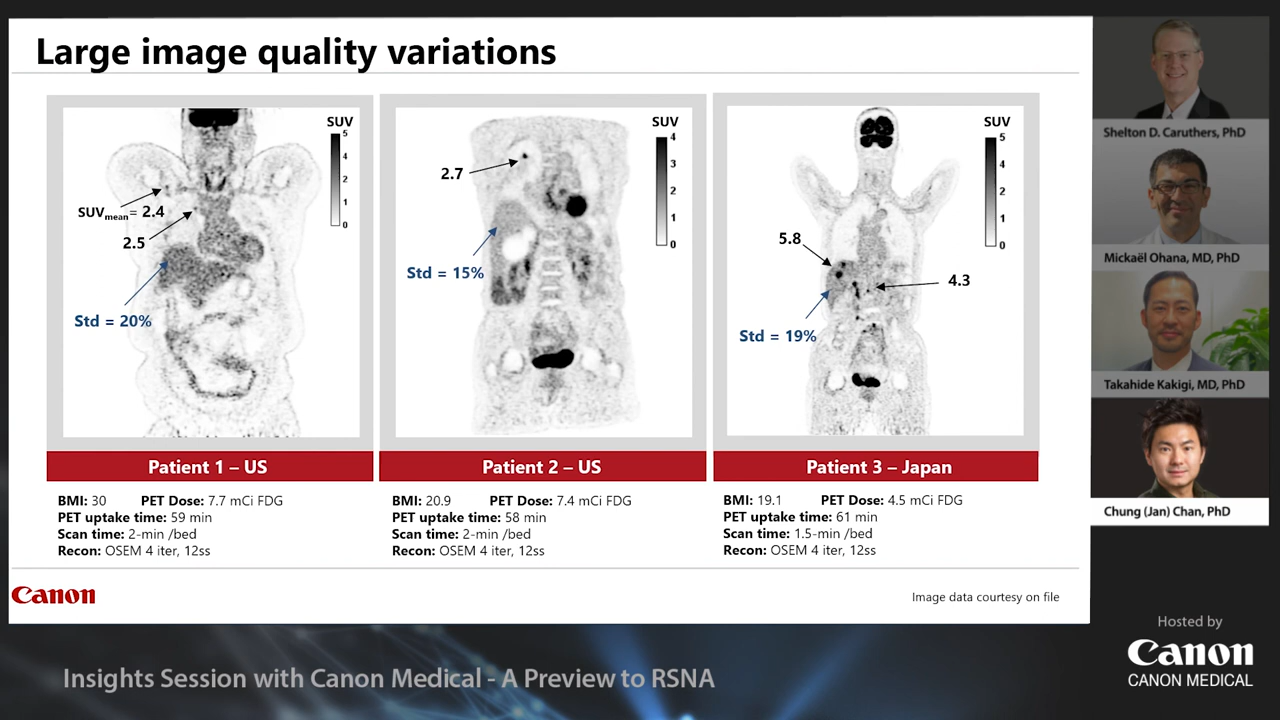 Large image quality variations
SUV
5
4
3
2
1
0
SUVmean= 2.4
2.5
Std = 20%
SUV
4
3
2
1
0
2.7
Std = 15%
SUV
5
4
3
2
1
0
5.8
4.3
Std = 19%
Patient 1 – US
Patient 2 – US
Patient 3 – Japan
BMI: 30 PET Dose: 7.7 mCi FDG
PET uptake time: 59 min
Scan time: 2-min /bed
Recon: OSEM 4 iter, 12ss
BMI: 20.9 PET Dose: 7.4 mCi FDG
PET uptake time: 58 min
Scan time: 2-min /bed
Recon: OSEM 4 iter, 12ss
BMI: 19.1 PET Dose: 4.5 mCi FDG
PET uptake time: 61 min
Scan time: 1.5-min /bed
Recon: OSEM 4 iter, 12ss
Canon
Image data courtesy on file
Shelton D. Caruthers, PhD
Mickaël Ohana, MD, PhD
Takahide Kakigi, MD, PhD
Chung (Jan) Chan, PhD
Insights Session with Canon Medical - A Preview to RSNA
Hosted by
Canon
CANON MEDICAL